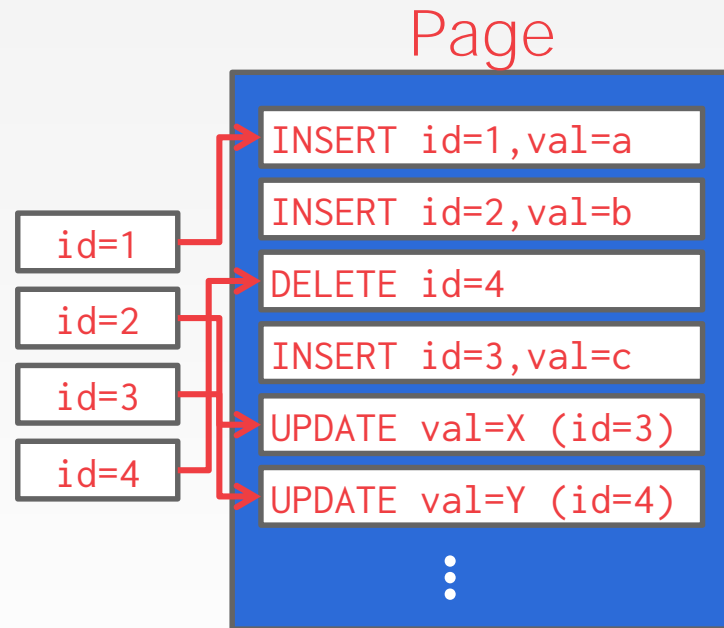 Page
INSERT id=1,val=a
INSERT id=2,val=b
DELETE id=4
INSERT id=3,val=c
UPDATE val=X (id=3)
UPDATE val=Y (id=4)
id=1
id=2
id=3
id=4